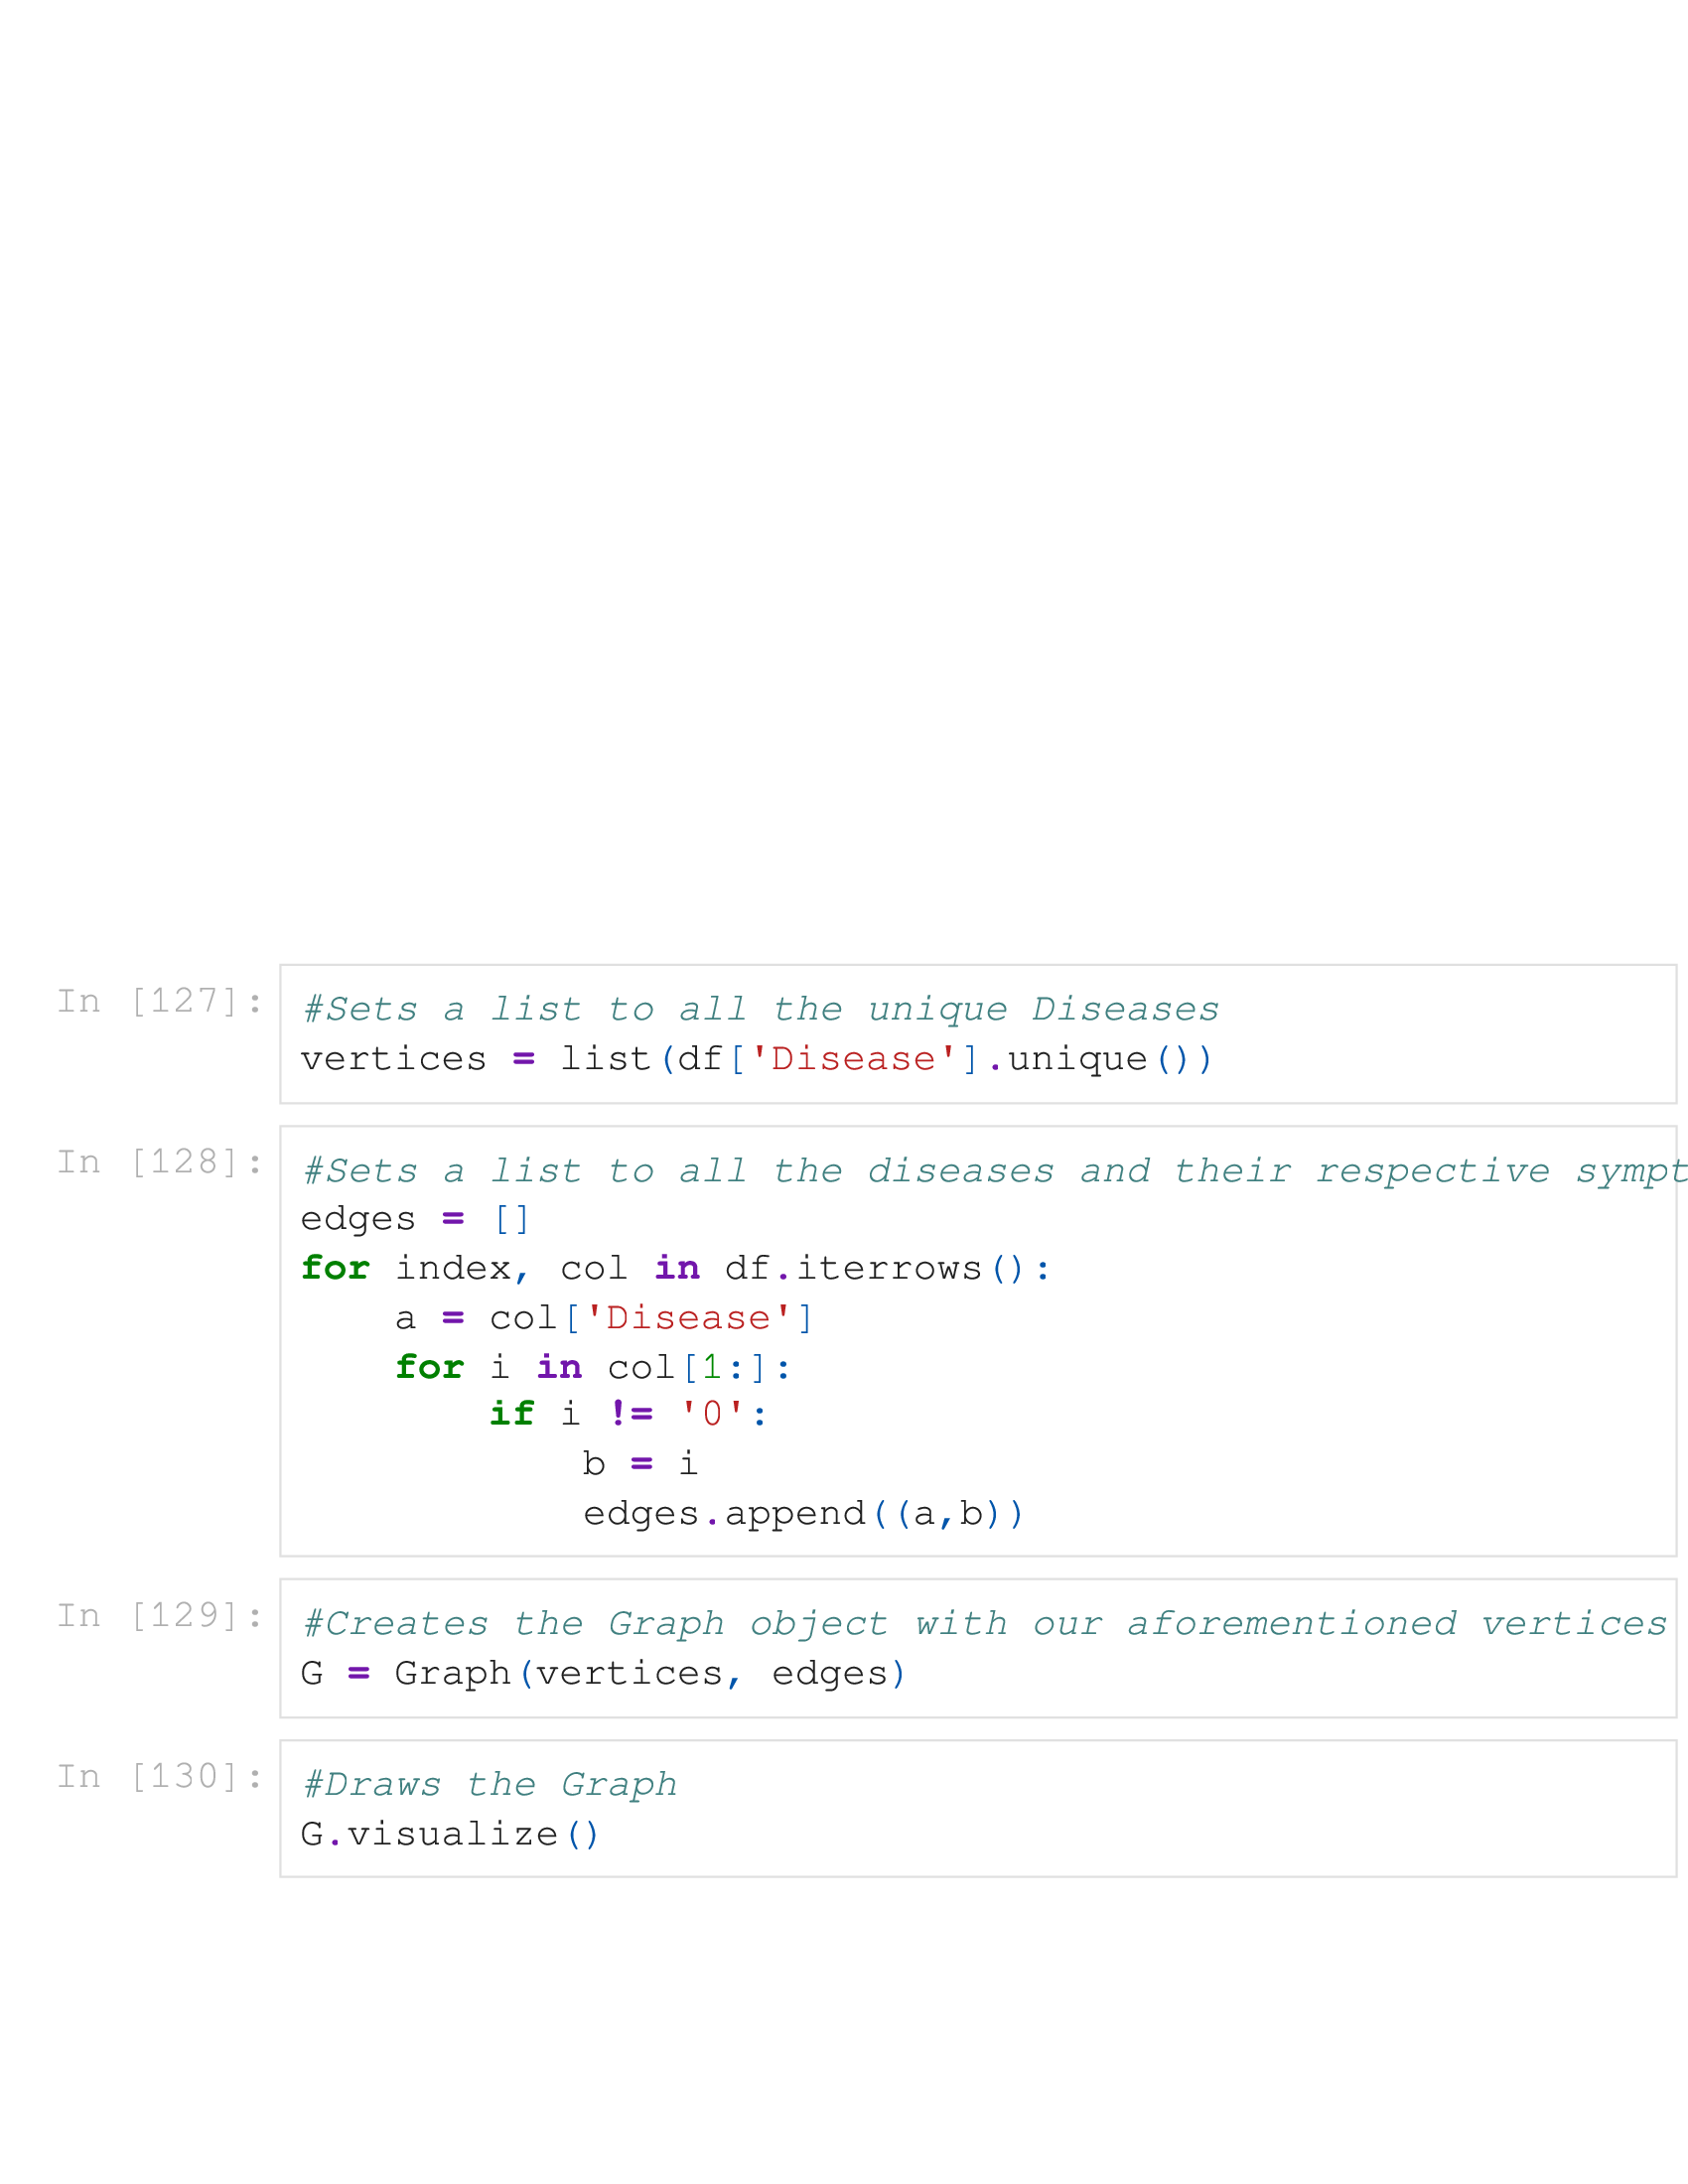 In [127]:
#Sets a list to all the unique Diseases
vertices = list(df['Disease'].unique())
In [128]:
#Sets a list to all the diseases and their respective sympt
edges = []
for index, col in df.iterrows():
    a = col['Disease']
    for i in col[1:]:
        if i != '0':
            b = i
            edges.append((a,b))
In [129]:
#Creates the Graph object with our aforementioned vertices
G = Graph(vertices, edges)
In [130]:
#Draws the Graph
G.visualize()